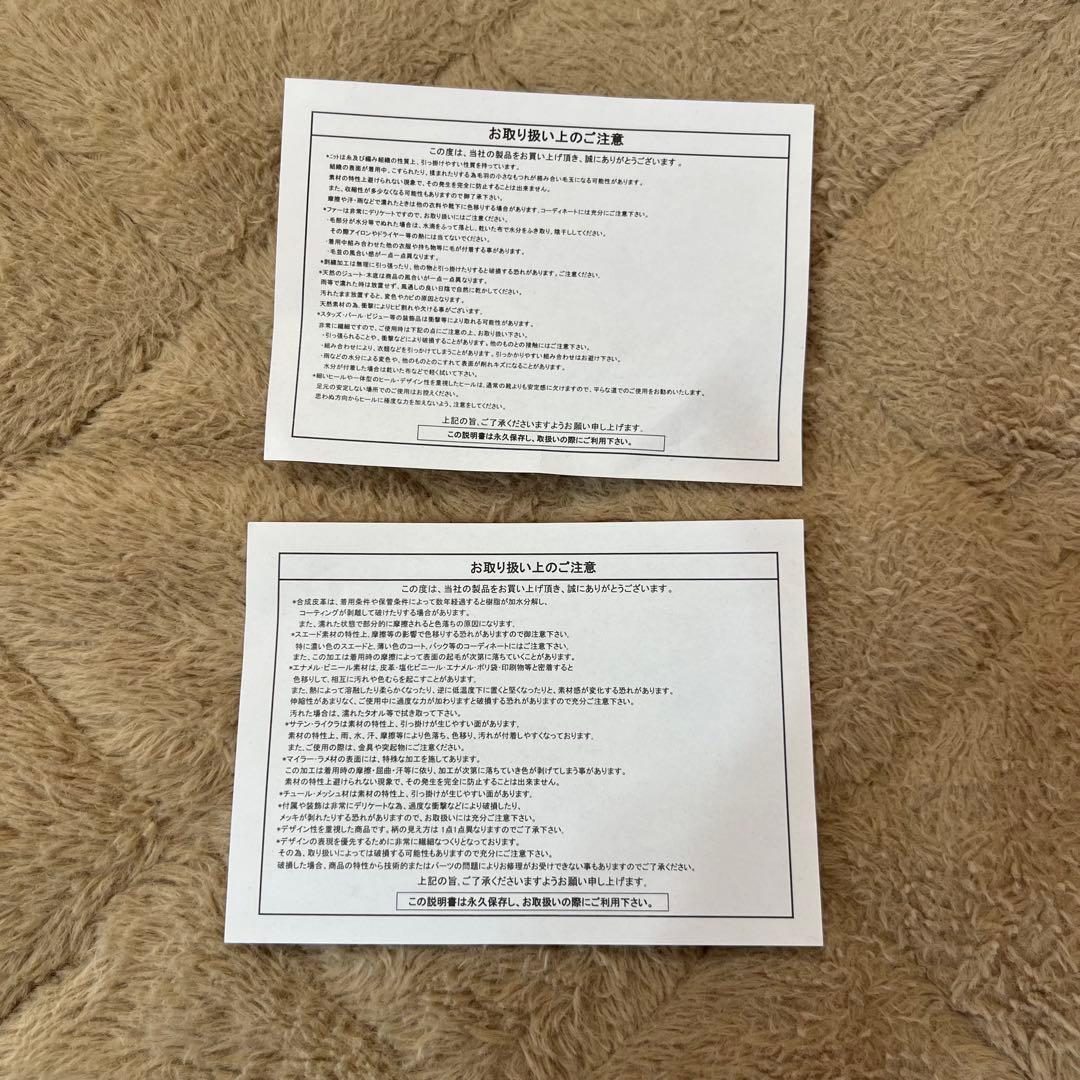 お取り扱い上のご注意
この度は、当社の製品をお買い上げ頂き、誠にありがとうございます。
*ニットは糸及び編み組織の性質上、引っ掛けやすい性質を持っています。
組織の表面が着用中、こすられたり、揉まれたりする為毛羽の小さなもつれが絡み合い毛玉になる可能性があります。
素材の特性上避けられない現象で、その発生を完全に防止することは出来ません。
また、収縮性が多少なくなる可能性もありますので御了承下さい。
摩擦や汗・雨などで濡れたときは他の衣料や靴下に色移りする場合があります、コーディネートには充分にご注意下さい。
*ファーは非常にデリケートですので、お取り扱いにはご注意ください。
・毛部分が水分等でぬれた場合は、水滴をふって落とし、乾いた布で水分をふき取り、陰干ししてください。
その際アイロンやドライヤー等の熱には当てないでください。
・着用中組み合わせた他の衣服や持ち物等に毛が付着する事があります。
・毛並の風合い感が一点一点異なります。
*刺繍加工は無理に引っ張ったり、他の物と引っ掛けたりすると破損する恐れがあります。ご注意ください。
*天然のジュート・木底は商品の風合いが一点一点異なります。
雨等で濡れた時は放置せず、風通しの良い日陰で自然に乾かしてください。
汚れたまま放置すると、変色やカビの原因となります。
天然素材の為、衝撃によりヒビ割れや欠ける事がございます。
*スタッズ・パール・ビジュー等の装飾品は衝撃等により取れる可能性があります。
非常に繊細ですので、ご使用時は下記の点にご注意の上、お取り扱い下さい。
・引っ張られることや、衝撃などにより破損することがあります。他のものとの接触にはご注意下さい。
・組み合わせにより、衣類などを引っかけてしまうことがあります。引っかかりやすい組み合わせはお避け下さい。
・雨などの水分による変色や、他のものとのこすれて表面が削れキズになることがあります。
水分が付着した場合は乾いた布などで軽く拭いて下さい。
*細いヒールや一体型のヒール・デザイン性を重視したヒールは、通常の靴よりも安定感に欠けますので、平らな道でのご使用をお勧めいたします。
足元の安定しない場所でのご使用はお控えください。
思わぬ方向からヒールに極度な力を加えないよう、注意をしてください。
上記の旨、ご了承くださいますようお願い申し上げます。
この説明書は永久保存し、取扱いの際にご利用下さい。
お取り扱い上のご注意
この度は、当社の製品をお買い上げ頂き、誠にありがとうございます。
*合成皮革は、着用条件や保管条件によって数年経過すると樹脂が加水分解し、
コーティングが剥離して破けたりする場合があります。
また、濡れた状態で部分的に摩擦されると色落ちの原因になります。
*スエード素材の特性上、摩擦等の影響で色移りする恐れがありますので御注意下さい。
特に濃い色のスエードと、薄い色のコート、バック等のコーディネートにはご注意下さい。
また、この加工は着用時の摩擦によって表面の起毛が次第に落ちていくことがあります。
*エナメル・ビニール素材は、皮革・塩化ビニール・エナメル・ポリ袋・印刷物等と密着すると
色移りして、相互に汚れや色むらを起こすことがあります。
また、熱によって溶融したり柔らかくなったり、逆に低温度下に置くと堅くなったりと、素材感が変化する恐れがあります。
伸縮性があまりなく、ご使用中に過度な力が加わりますと破損する恐れがありますので充分ご注意下さい。
汚れた場合は、濡れたタオル等で拭き取って下さい。
*サテン・ライクラは素材の特性上、引っ掛けが生じやすい面があります。
素材の特性上、雨、水、汗、摩擦等により色落ち、色移り、汚れが付着しやすくなっております。
また、ご使用の際は、金具や突起物にご注意ください。
*マイラー・ラメ材の表面には、特殊な加工を施してあります。
この加工は着用時の摩擦・屈曲・汗等に依り、加工が次第に落ちていき色が剥げてしまう事があります。
素材の特性上避けられない現象で、その発生を完全に防止することは出来ません。
*チュール・メッシュ材は素材の特性上、引っ掛けが生じやすい面があります。
*付属や装飾は非常にデリケートな為、過度な衝撃などにより破損したり、
メッキが剥れたりする恐れがありますので、お取扱いには充分ご注意下さい。
*デザイン性を重視した商品です。柄の見え方は1点1点異なりますのでご了承下さい。
*デザインの表現を優先するために非常に繊細なつくりとなっております。
その為、取り扱いによっては破損する可能性もありますので充分にご注意下さい。
破損した場合、商品の特性から技術的またはパーツの問題によりお修理がお受けできない事もありますのでご了承ください。
上記の旨、ご了承くださいますようお願い申し上げます。
この説明書は永久保存し、お取扱いの際にご利用下さい。